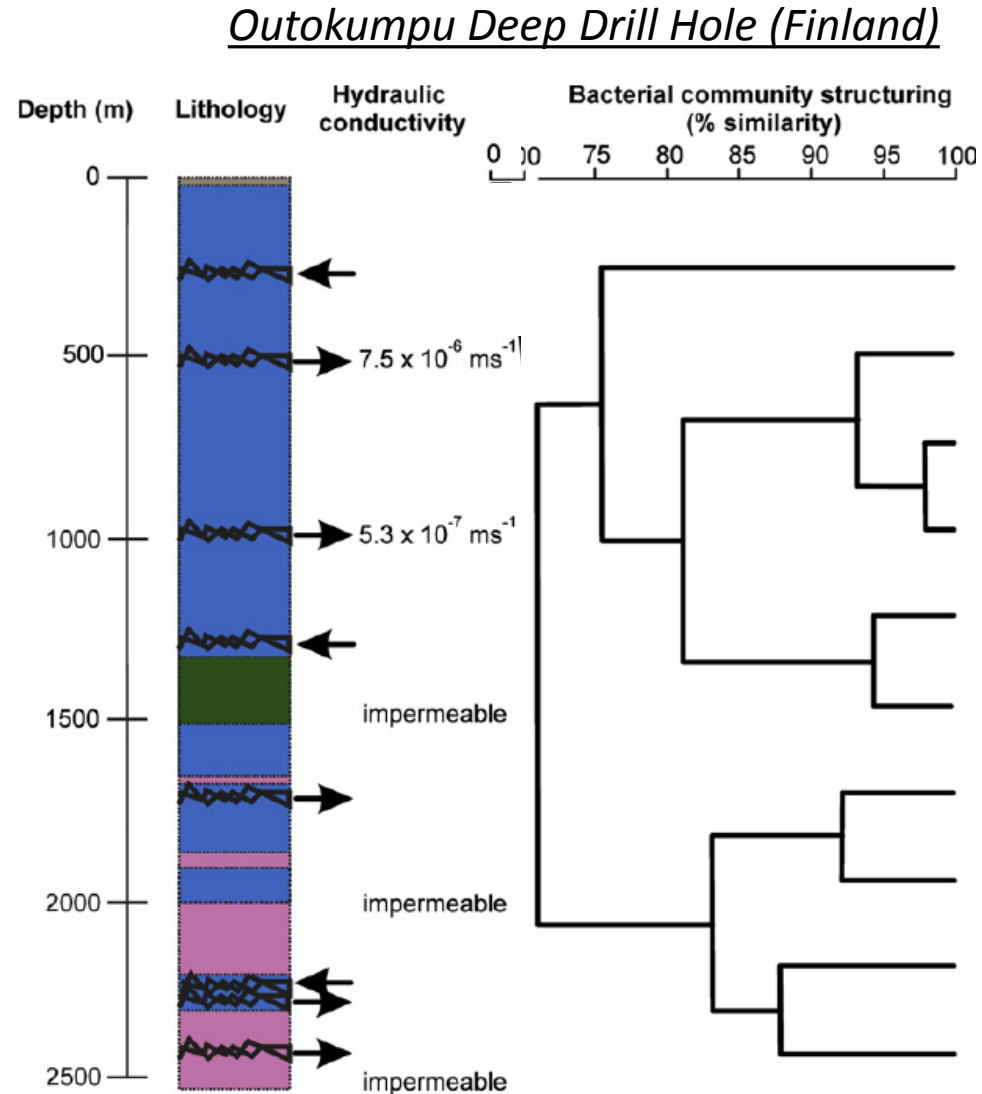 Outokumpu Deep Drill Hole (Finland)
Depth (m) Lithology Hydraulic conductivity
Bacterial community structuring
(% similarity)
0 75 80 85 90 95 100
0
500
7.5 x 10⁻⁶ ms⁻¹
1000
5.3 x 10⁻⁷ ms⁻¹
1500
impermeable
2000
impermeable
2500
impermeable